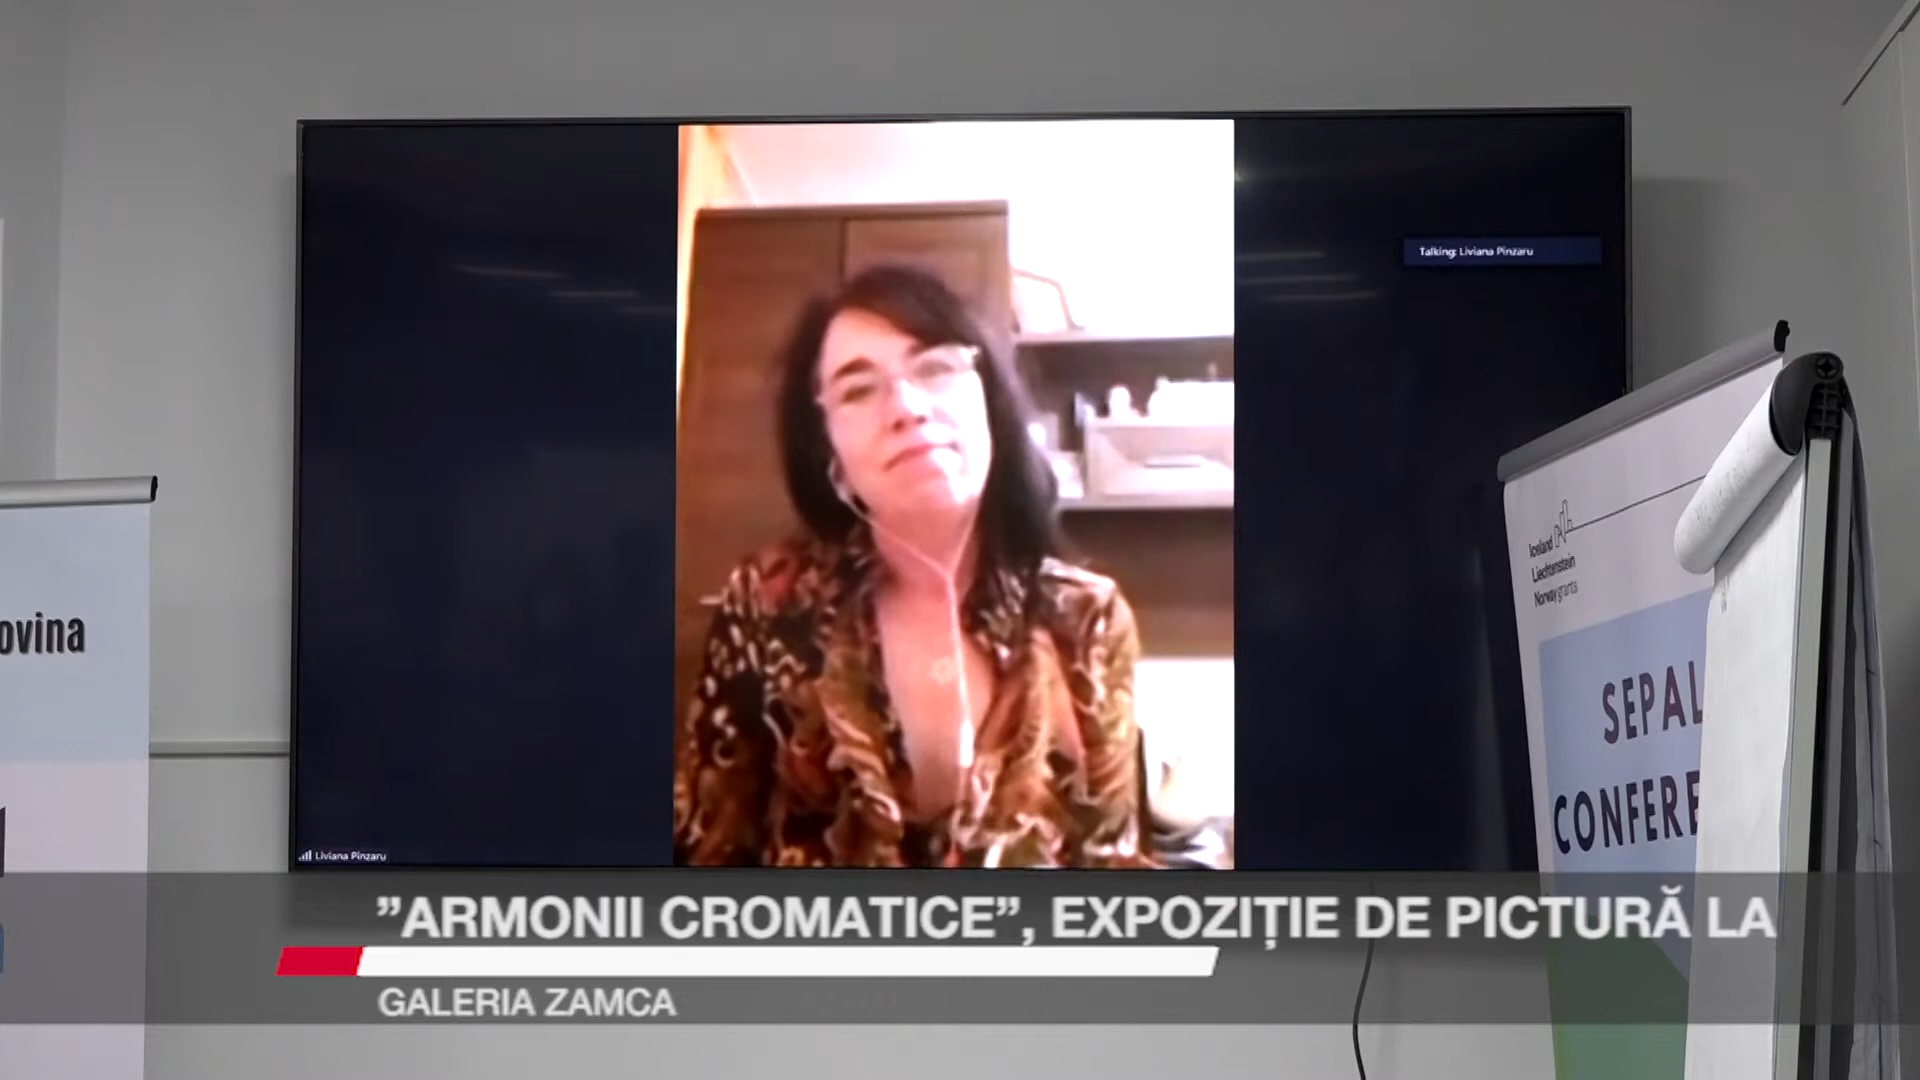 Talking: Liviana Pinzaru
Iceland
Liechtenstein
Norway grants
ovina
SEPAL
CONFERE
Liviana Pinzaru
”ARMONII CROMATICE”, EXPOZIȚIE DE PICTURĂ LA
GALERIA ZAMCA